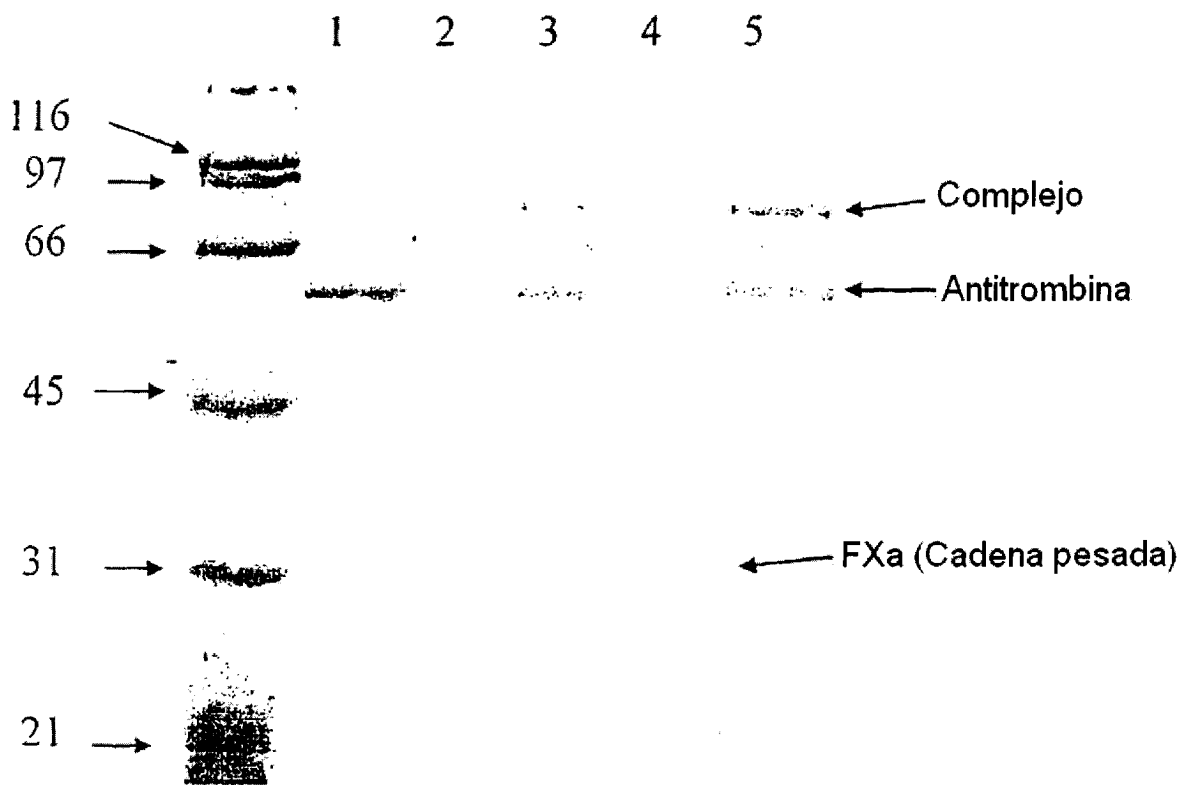 1 2 3 4 5
116
97
Complejo
66
Antitrombina
45
31
FXa (Cadena pesada)
21